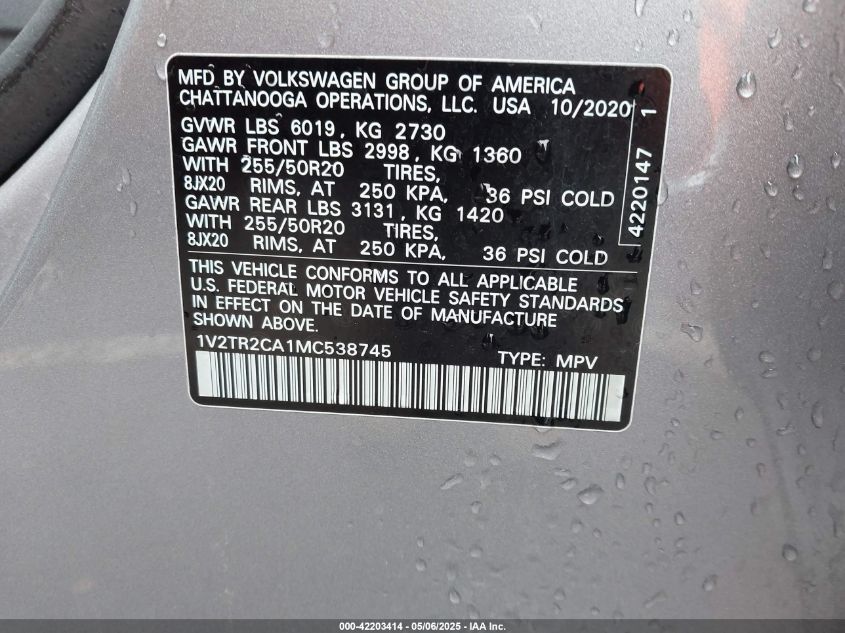 MFD BY VOLKSWAGEN GROUP OF AMERICA
CHATTANOOGA OPERATIONS, LLC. USA 10/2020
GVWR LBS 6019, KG 2730
GAWR FRONT LBS 2998, KG 1360
WITH 255/50R20 TIRES,
8JX20 RIMS, AT 250 KPA, 36 PSI COLD
GAWR REAR LBS 3131, KG 1420
WITH 255/50R20 TIRES,
8JX20 RIMS, AT 250 KPA, 36 PSI COLD
4220147 1
THIS VEHICLE CONFORMS TO ALL APPLICABLE
U.S. FEDERAL MOTOR VEHICLE SAFETY STANDARDS
IN EFFECT ON THE DATE OF MANUFACTURE
SHOWN ABOVE.
1V2TR2CA1MC538745 TYPE: MPV
000-42203414 - 05/06/2025 - IAA Inc.